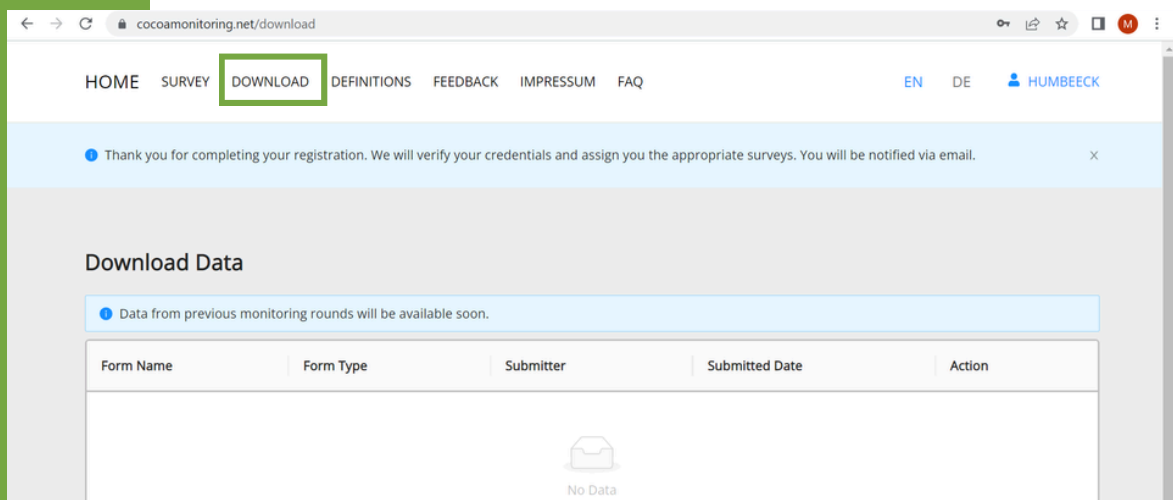 cocoamonitoring.net/download
M
HOME SURVEY DOWNLOAD DEFINITIONS FEEDBACK IMPRESSUM FAQ EN DE HUMBEECK
Thank you for completing your registration. We will verify your credentials and assign you the appropriate surveys. You will be notified via email.
Download Data
Data from previous monitoring rounds will be available soon.
Form Name Form Type Submitter Submitted Date Action
No Data